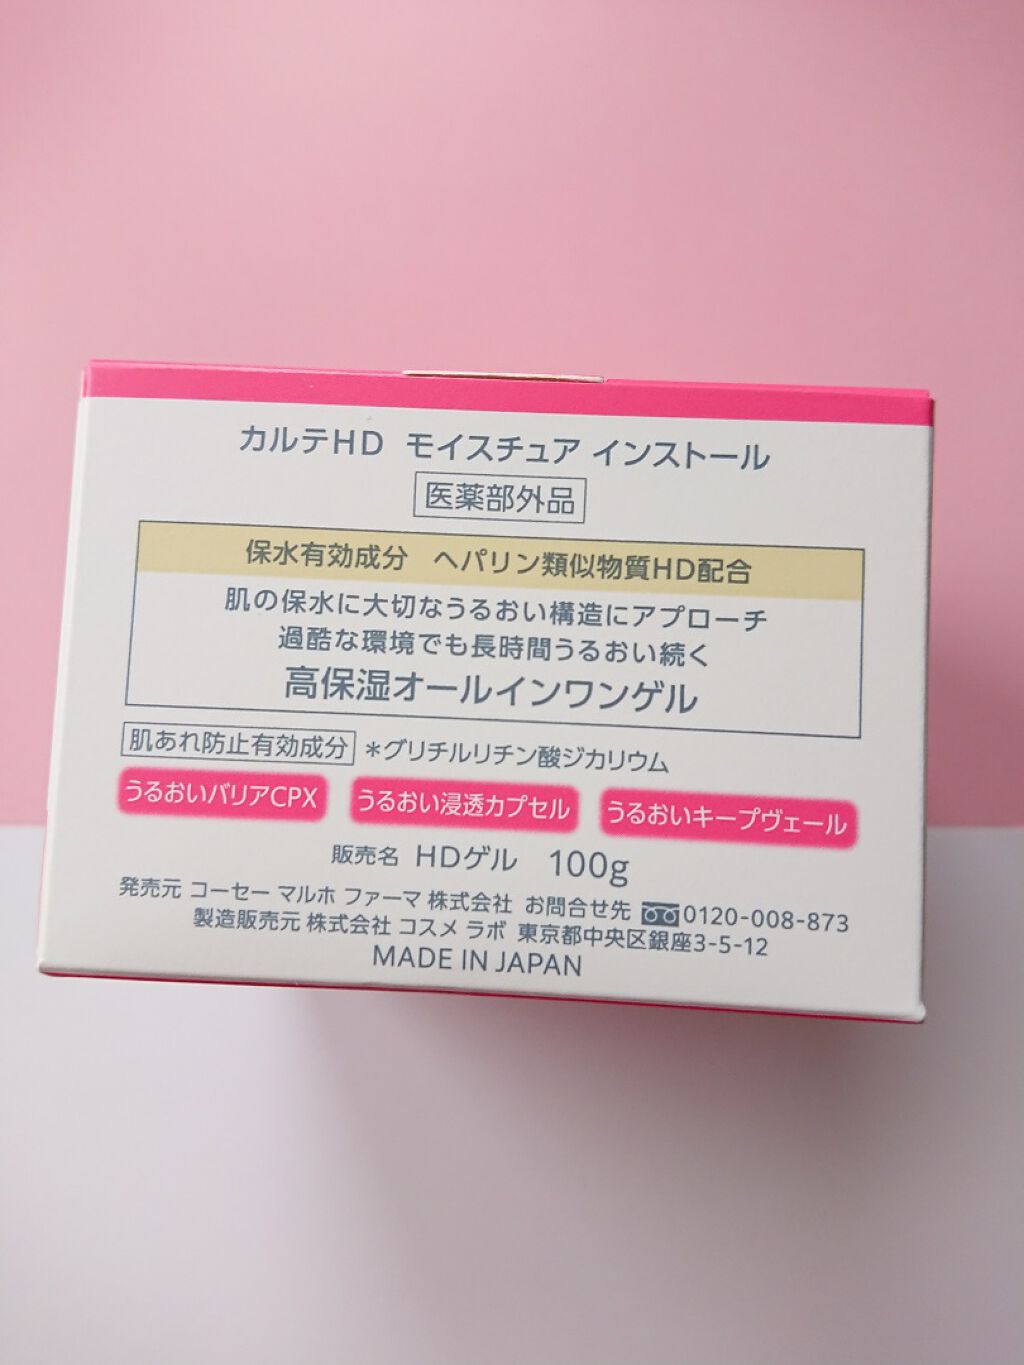 カルテHD モイスチュア インストール
医薬部外品
保水有効成分 ヘパリン類似物質HD配合
肌の保水に大切なうるおい構造にアプローチ
過酷な環境でも長時間うるおい続く
高保湿オールインワンゲル
肌あれ防止有効成分 *グリチルリチン酸ジカリウム
うるおいバリアCPX うるおい浸透カプセル うるおいキープヴェール
販売名 HDゲル 100g
発売元 コーセー マルホ ファーマ 株式会社 お問合せ先 0120-008-873
製造販売元 株式会社 コスメ ラボ 東京都中央区銀座3-5-12
MADE IN JAPAN